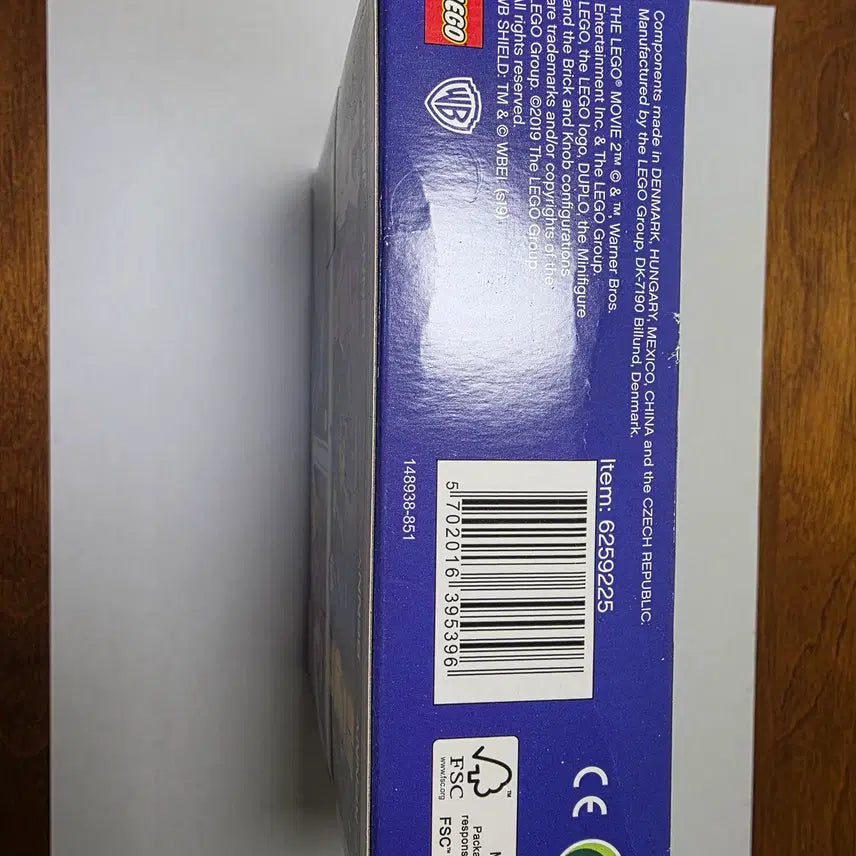 Components made in DENMARK, HUNGARY, MEXICO, CHINA and the CZECH REPUBLIC.
Manufactured by the LEGO Group, DK-7190 Billund, Denmark.
THE LEGO® MOVIE 2™ © & ™, Warner Bros.
Entertainment Inc. & The LEGO Group.
LEGO, the LEGO logo, DUPLO, the Minifigure
and the Brick and Knob configurations
are trademarks and/or copyrights of the
LEGO Group. ©2019 The LEGO Group.
All rights reserved.
WB SHIELD: TM & © WBEI. (s19)
LEGO
WB
Item: 6259225
5 702016 395396
148938-851
CE
FSC
www.fsc.org
FSC™